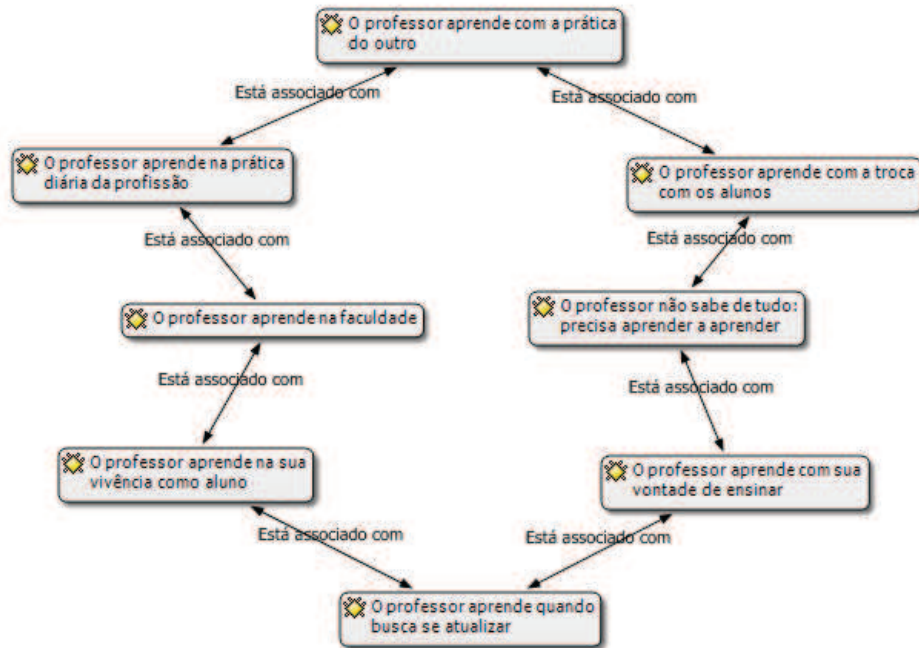 O professor aprende com a prática
do outro
Está associado com
Está associado com
O professor aprende na prática
diária da profissão
O professor aprende com a troca
com os alunos
Está associado com
Está associado com
O professor aprende na faculdade
O professor não sabe de tudo:
precisa aprender a aprender
Está associado com
Está associado com
O professor aprende na sua
vivência como aluno
O professor aprende com sua
vontade de ensinar
Está associado com
Está associado com
O professor aprende quando
busca se atualizar